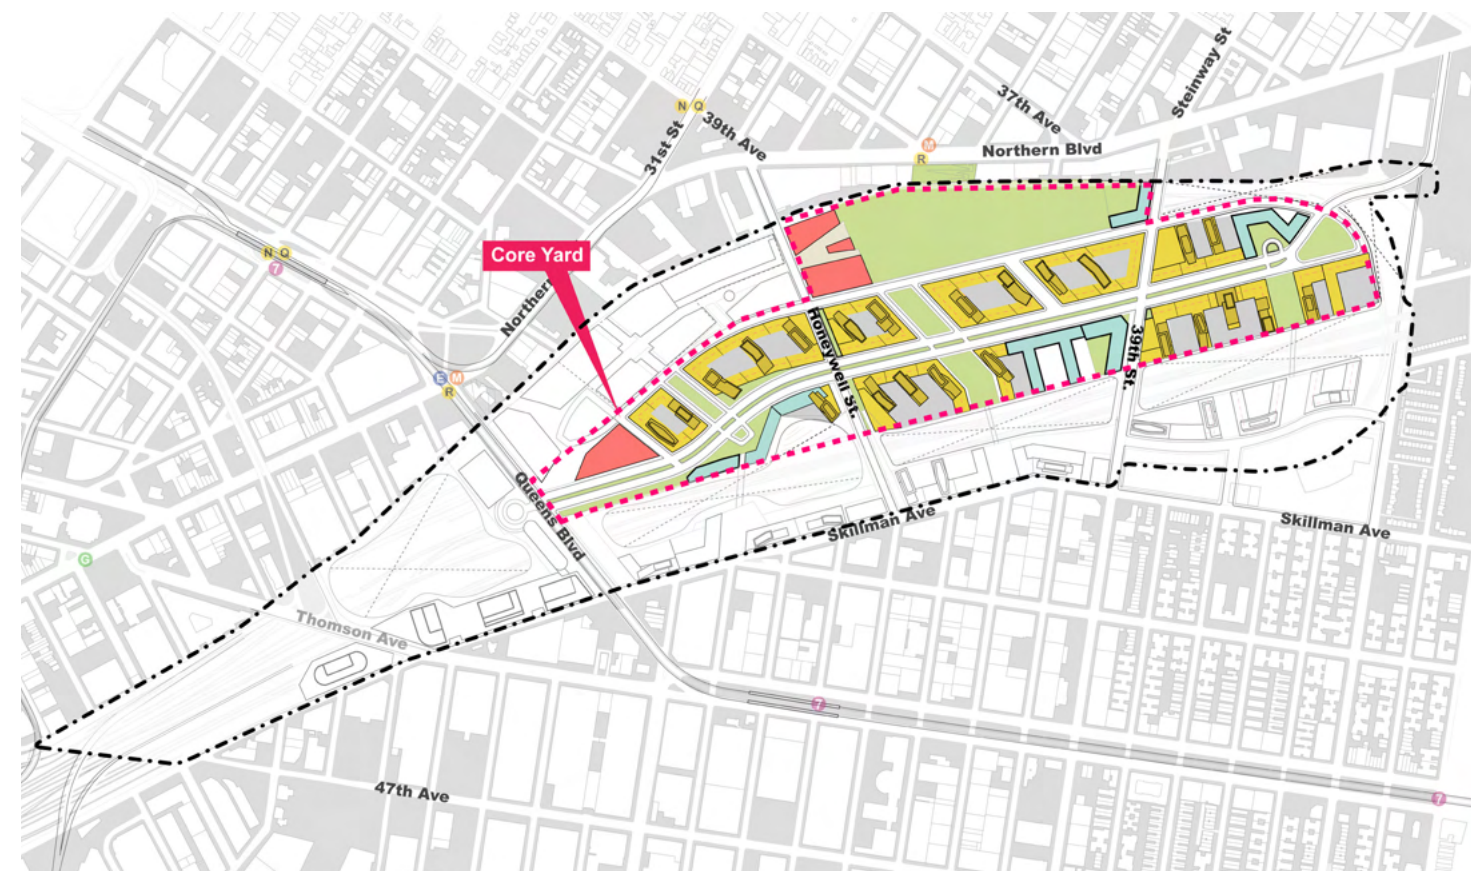 Steinway St
37th Ave
N Q
39th Ave
31st St
M
R
Northern Blvd
Core Yard
N Q
7
Northern
Honeywell St.
39th St.
E M
R
Queens Blvd
Skillman Ave
Skillman Ave
G
Thomson Ave
7
47th Ave
7